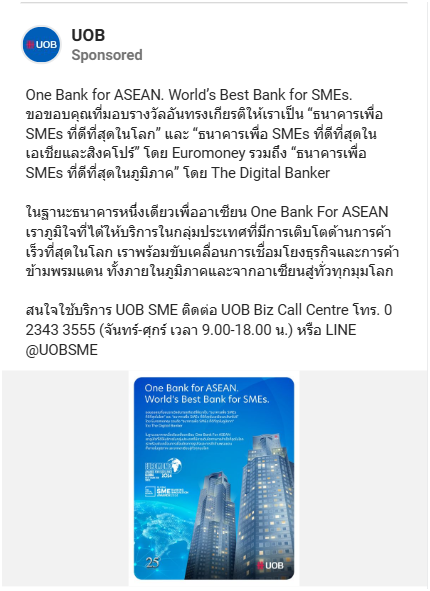 UOB
UOB
Sponsored
One Bank for ASEAN. World's Best Bank for SMEs.
ขอขอบคุณที่มอบรางวัลอันทรงเกียรติให้เราเป็น “ธนาคารเพื่อ
SMEs ที่ดีที่สุดในโลก” และ “ธนาคารเพื่อ SMEs ที่ดีที่สุดใน
เอเชียและสิงคโปร์” โดย Euromoney รวมถึง “ธนาคารเพื่อ
SMEs ที่ดีที่สุดในภูมิภาค” โดย The Digital Banker
ในฐานะธนาคารหนึ่งเดียวเพื่ออาเซียน One Bank For ASEAN
เราภูมิใจที่ได้ให้บริการในกลุ่มประเทศที่มีการเติบโตด้านการค้า
เร็วที่สุดในโลก เราพร้อมขับเคลื่อนการเชื่อมโยงธุรกิจและการค้า
ข้ามพรมแดน ทั้งภายในภูมิภาคและจากอาเซียนสู่ทั่วทุกมุมโลก
สนใจใช้บริการ UOB SME ติดต่อ UOB Biz Call Centre โทร. 0
2343 3555 (จันทร์-ศุกร์ เวลา 9.00-18.00 น.) หรือ LINE
@UOBSME
One Bank for ASEAN.
World's Best Bank for SMEs.
2024
SME
25
UOB